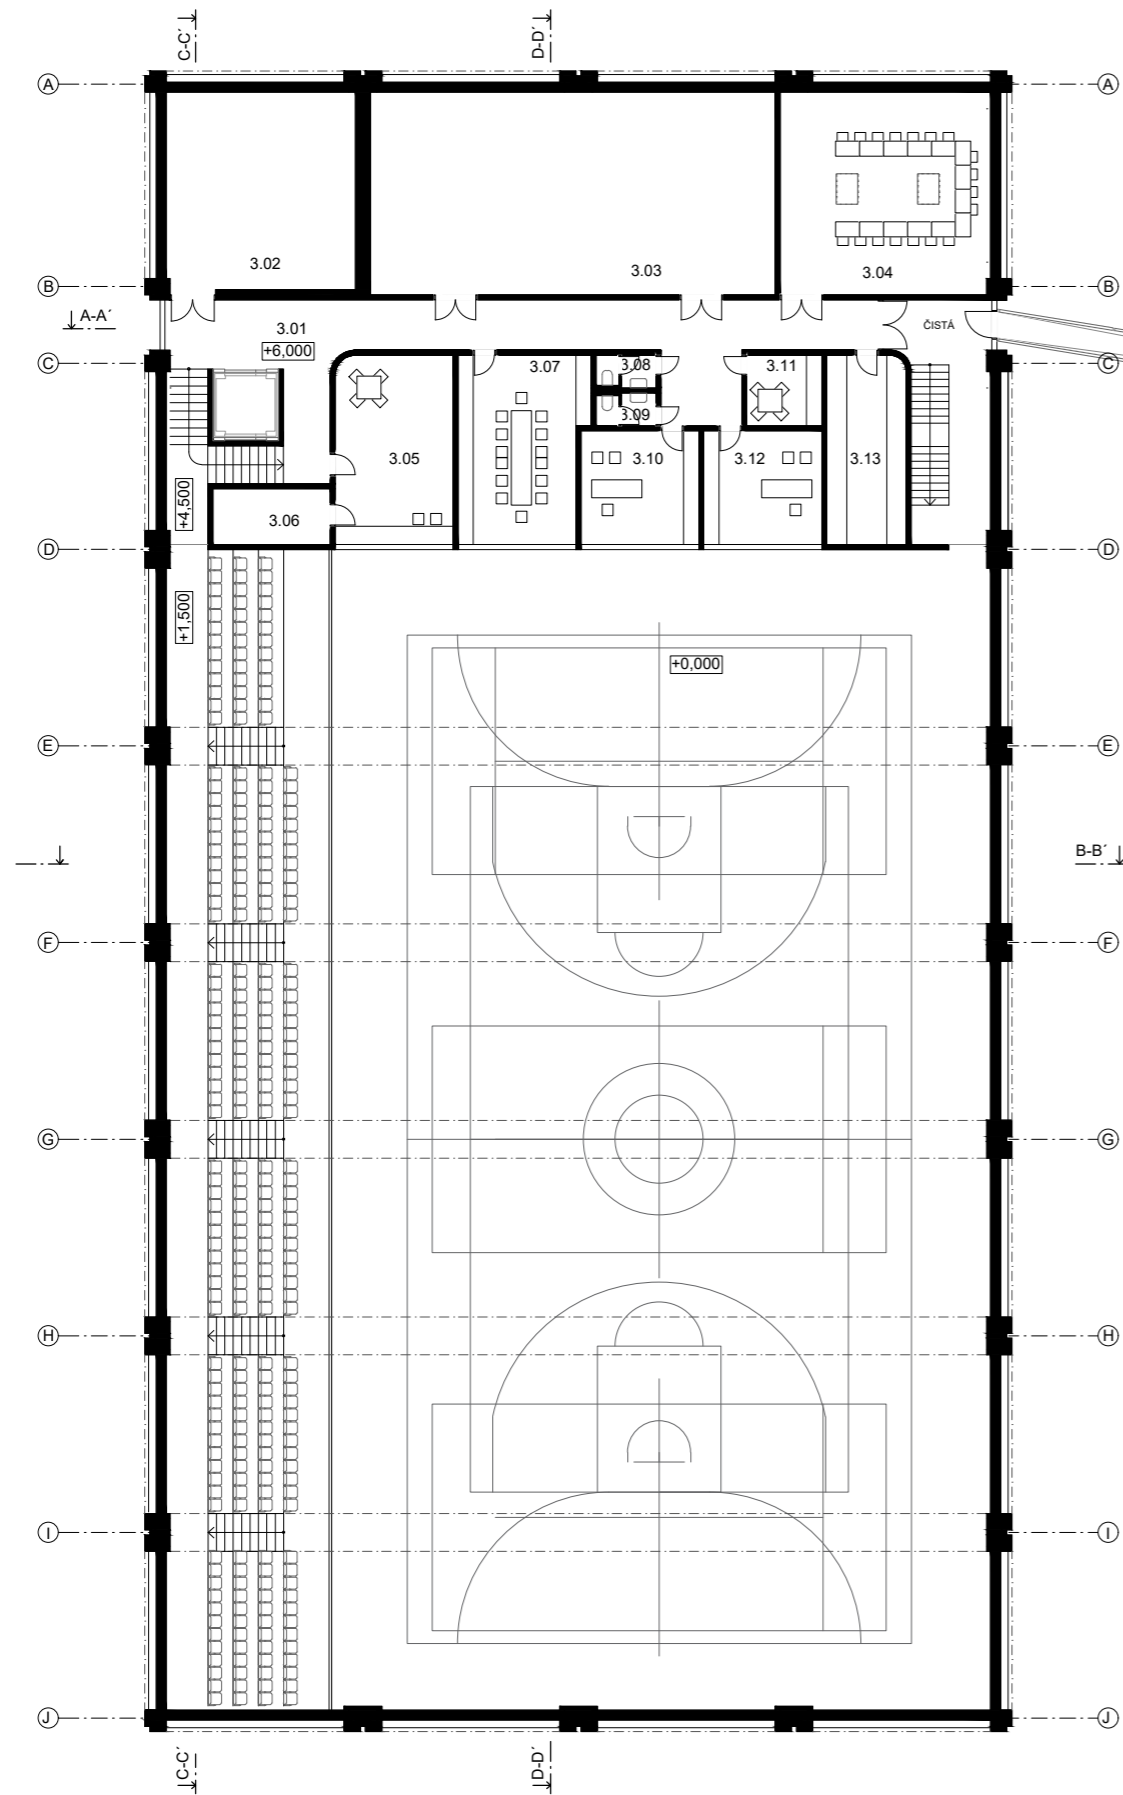 C-C´
D-D´
A
A
3.02
3.03
3.04
B
B
A-A´
3.01
ČISTÁ
+6,000
C
C
3.07
3.08
3.11
3.09
3.05
3.10
3.12
3.13
+4,500
3.06
D
D
+1,500
+0,000
E
E
B-B´
F
F
G
G
H
H
I
I
J
J
C-C´
D-D´